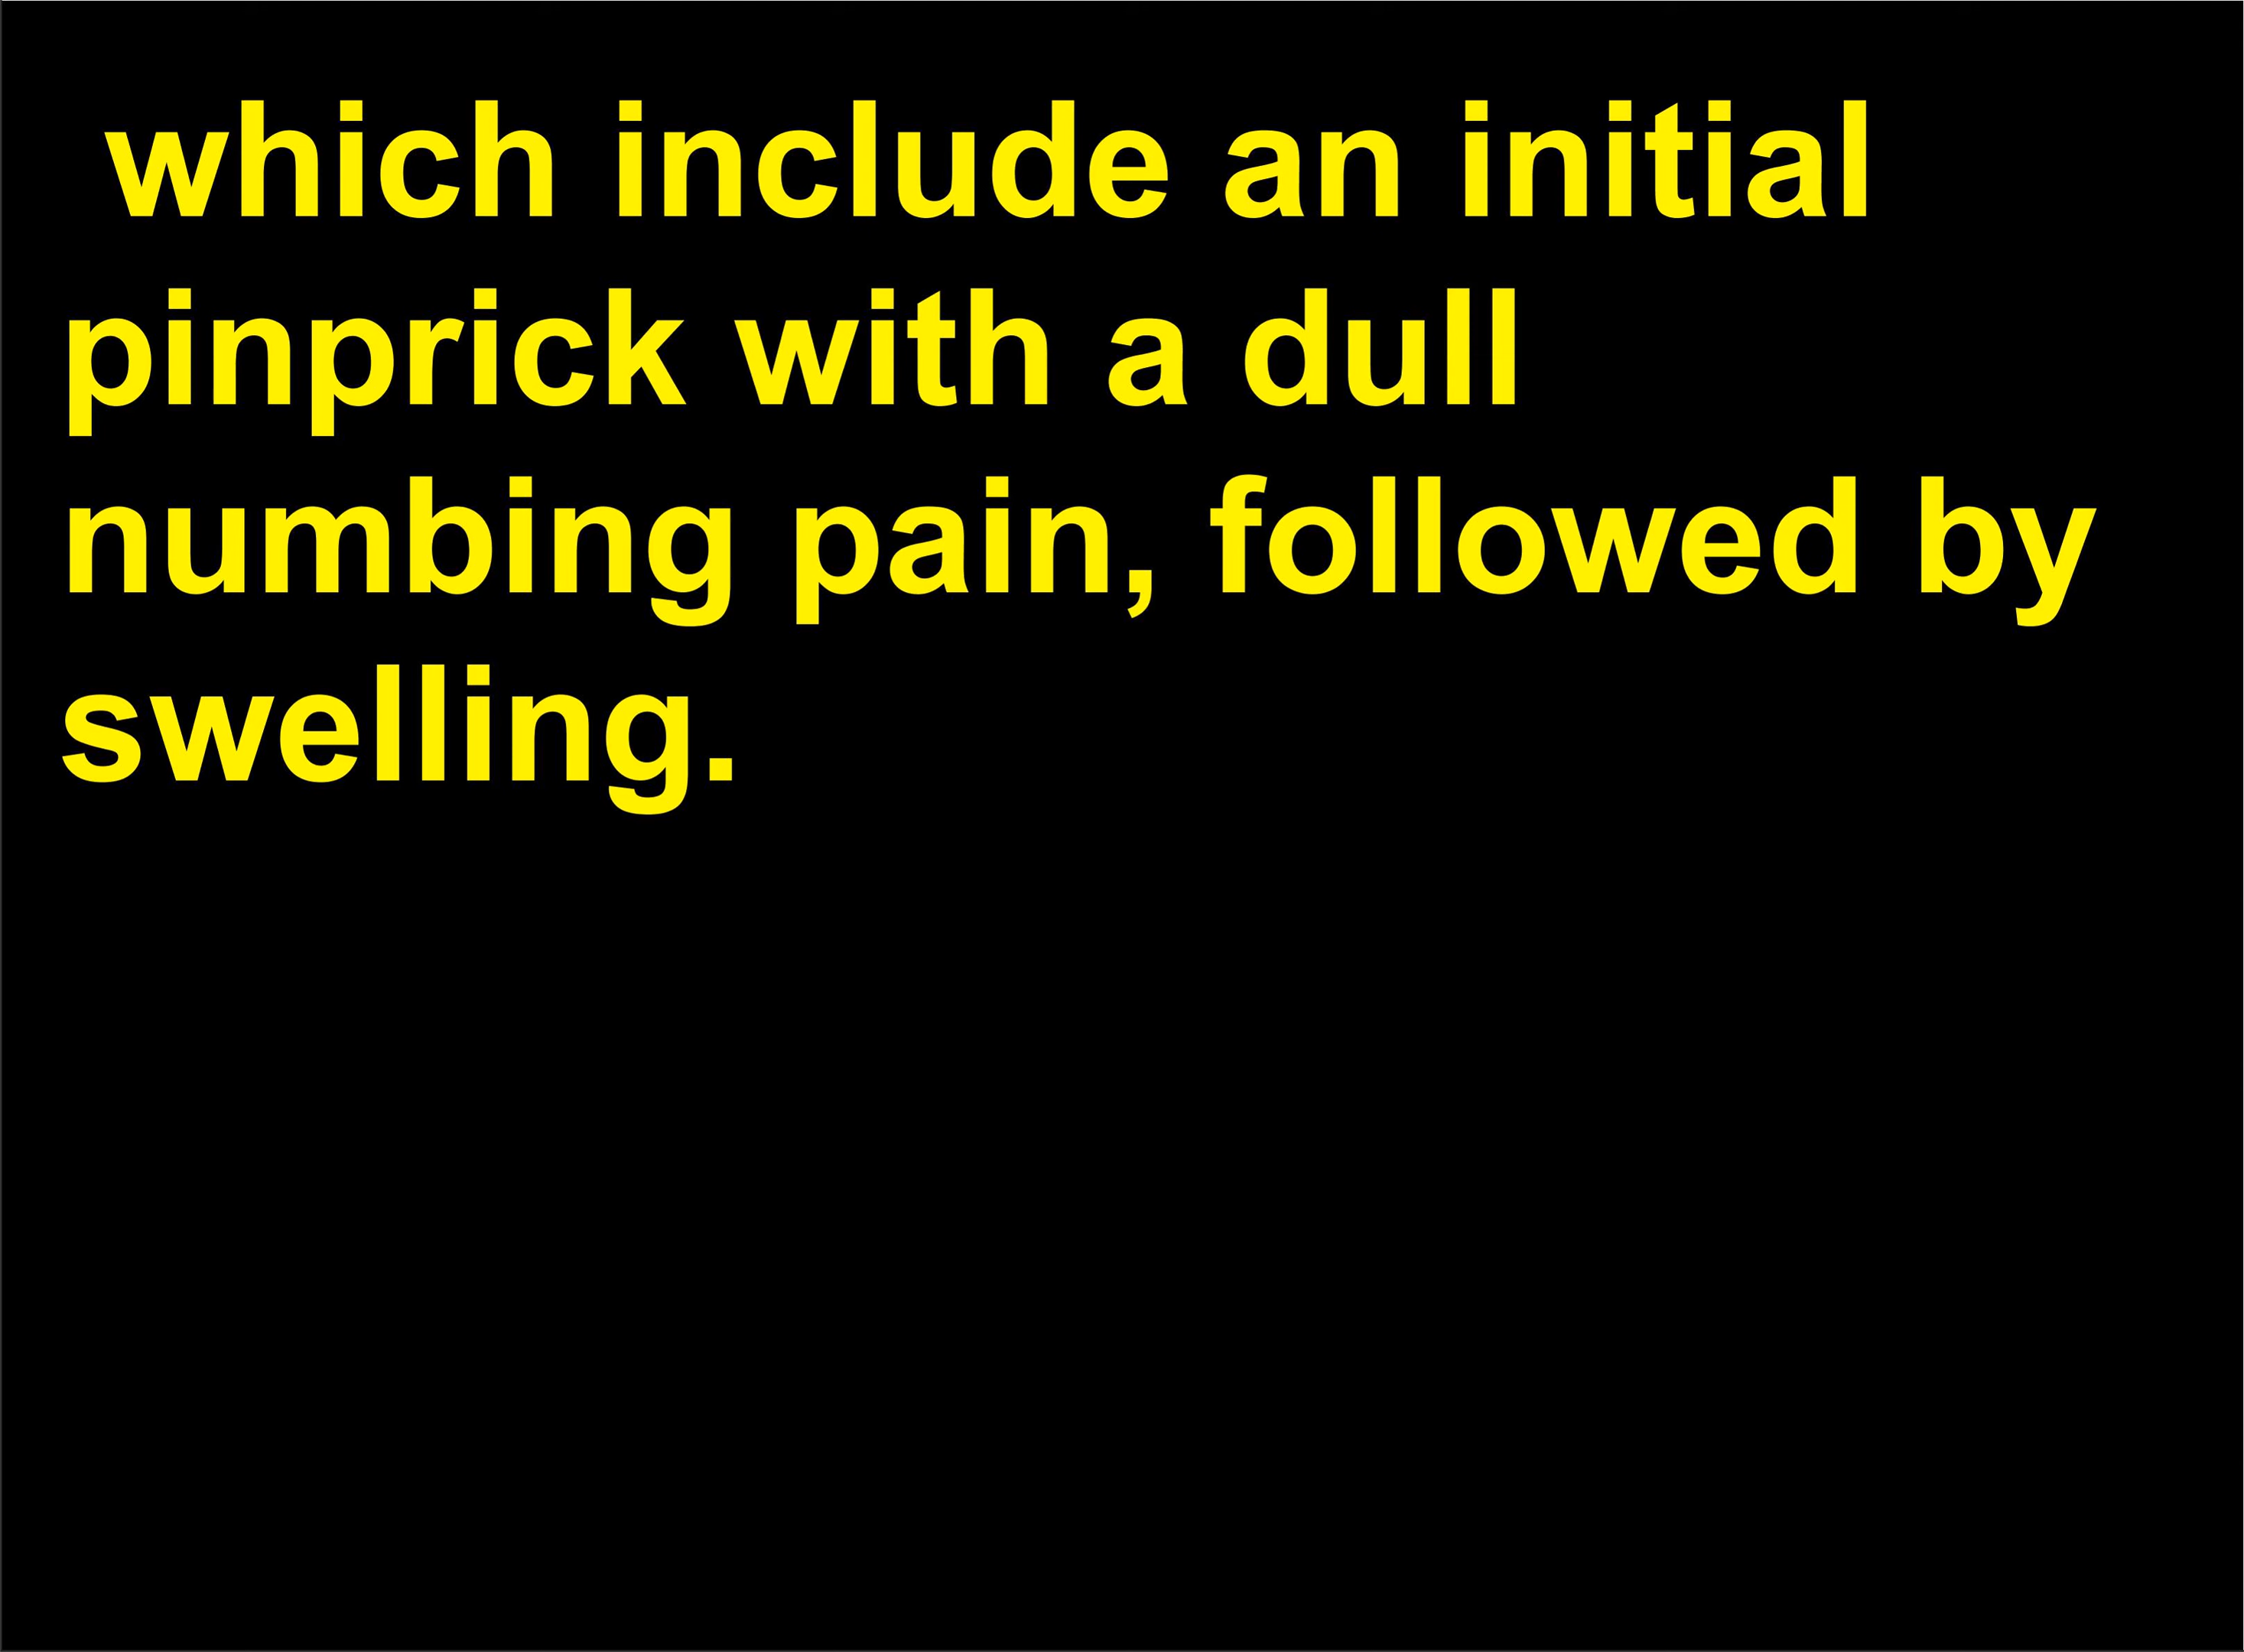 which include an initial
pinprick with a dull
numbing pain, followed by
swelling.